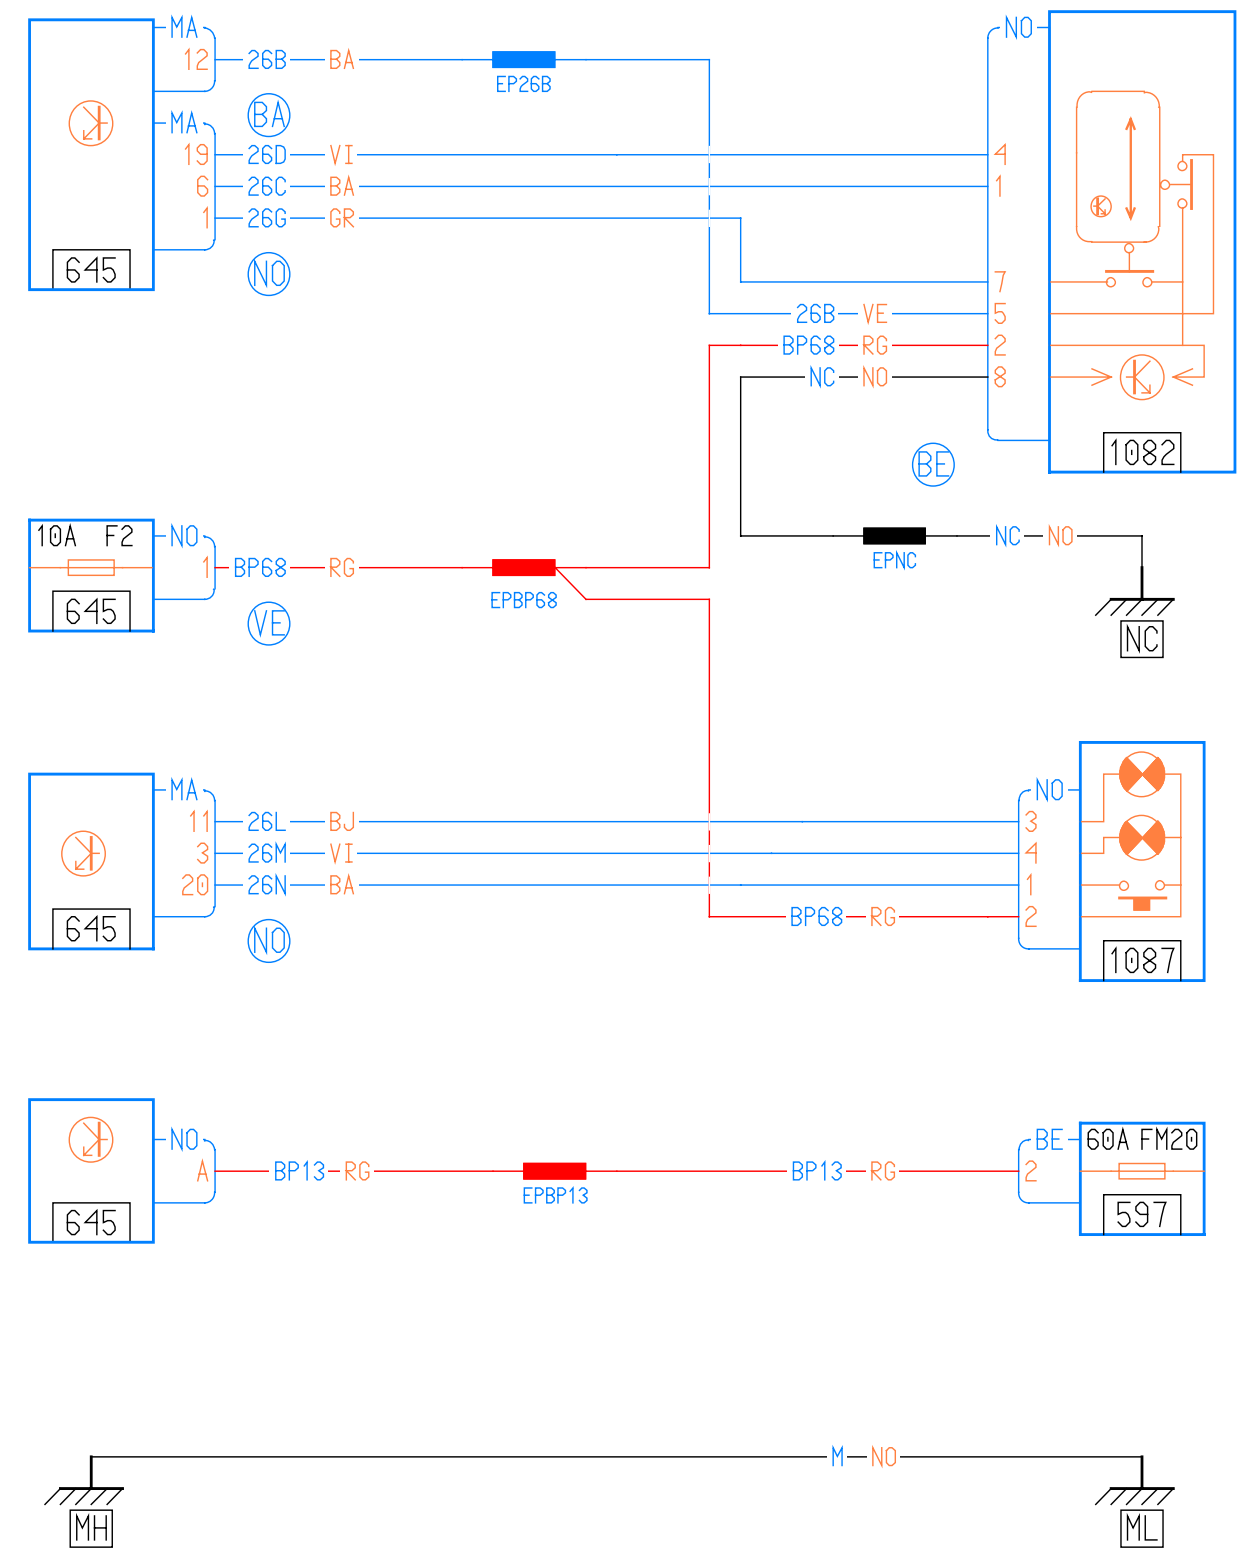 MA NO
12 26B BA
EP26B
BA
MA
19 26D VI 4
6 26C BA 1
1 26G GR
645 NO
7
26B VE 5
BP68 RG 2
NC NO 8
BE 1082
10A F2 NO
NC NO
1 BP68 RG
EPNC
EPBP68
645 VE
NC
MA NO
11 26L BJ 3
3 26M VI 4
20 26N BA 1
BP68 RG 2
645 NO
1087
NO BE 60A FM20
A BP13 RG BP13 RG 2
EPBP13
645 597
M NO
MH ML